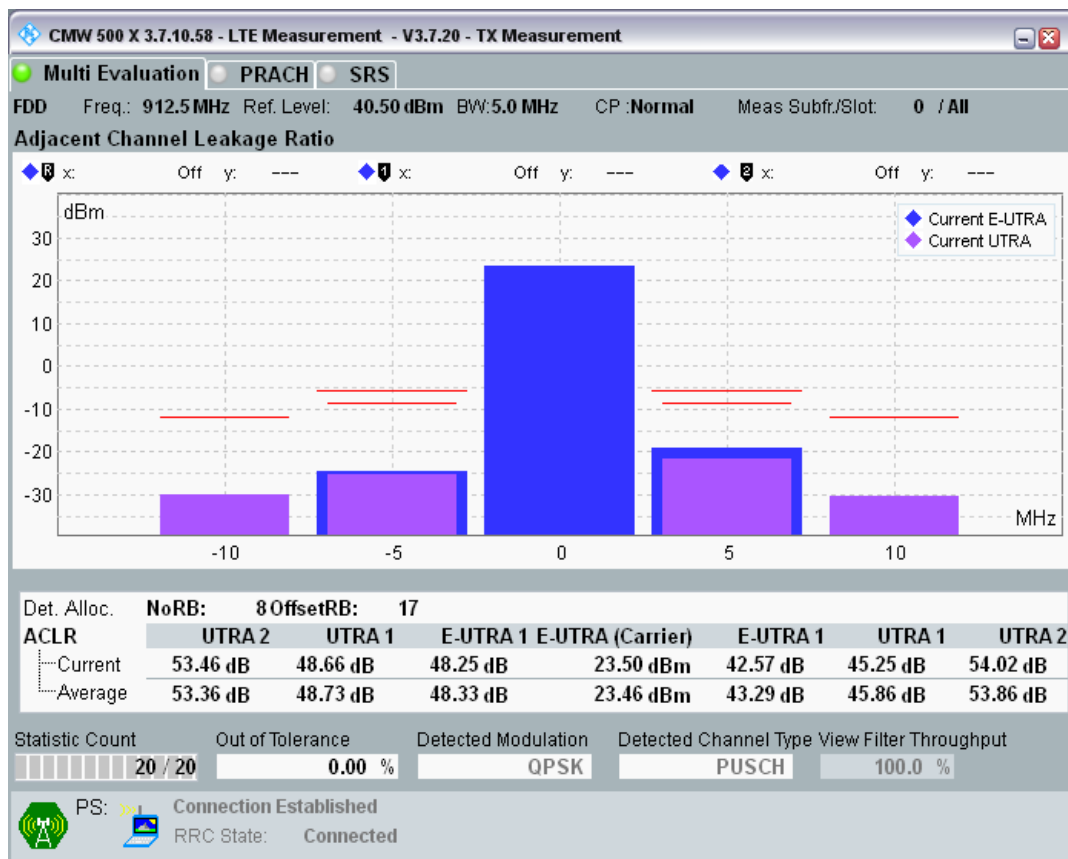 CMW 500 X 3.7.10.58 - LTE Measurement - V3.7.20 - TX Measurement
Multi Evaluation PRACH SRS
FDD Freq.: 912.5 MHz Ref. Level: 40.50 dBm BW:5.0 MHz CP :Normal Meas Subfr./Slot: 0 / All
Adjacent Channel Leakage Ratio
R x: Off y: --- 1 x: Off y: --- 2 x: Off y: ---
dBm
Current E-UTRA
Current UTRA
30
20
10
0
-10
-20
-30
MHz
-10 -5 0 5 10
Det. Alloc. NoRB: 8 OffsetRB: 17
ACLR UTRA 2 UTRA 1 E-UTRA 1 E-UTRA (Carrier) E-UTRA 1 UTRA 1 UTRA 2
Current 53.46 dB 48.66 dB 48.25 dB 23.50 dBm 42.57 dB 45.25 dB 54.02 dB
Average 53.36 dB 48.73 dB 48.33 dB 23.46 dBm 43.29 dB 45.86 dB 53.86 dB
Statistic Count Out of Tolerance Detected Modulation Detected Channel Type View Filter Throughput
20 / 20 0.00 % QPSK PUSCH 100.0 %
PS: Connection Established
RRC State: Connected